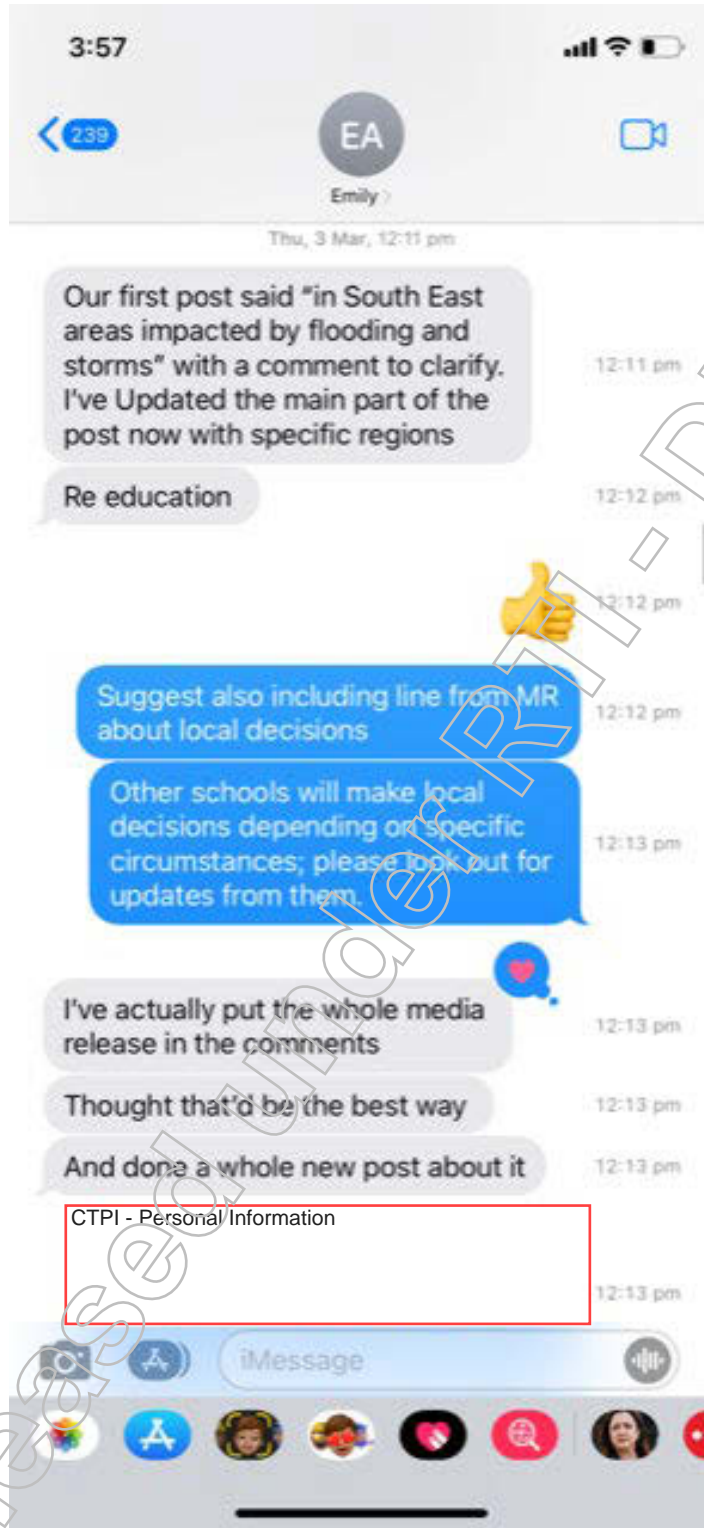 3:57
239
EA
Emily
Thu, 3 Mar, 12:11 pm
Our first post said "in South East
areas impacted by flooding and
storms" with a comment to clarify.
I've Updated the main part of the
post now with specific regions
12:11 pm
Re education
12:12 pm
12:12 pm
Suggest also including line from MR
about local decisions
12:12 pm
Other schools will make local
decisions depending on specific
circumstances; please look out for
updates from them.
12:13 pm
I've actually put the whole media
release in the comments
12:13 pm
Thought that'd be the best way
12:13 pm
And done a whole new post about it
12:13 pm
CTPI - Personal Information
12:13 pm
iMessage
eased under RTI - D